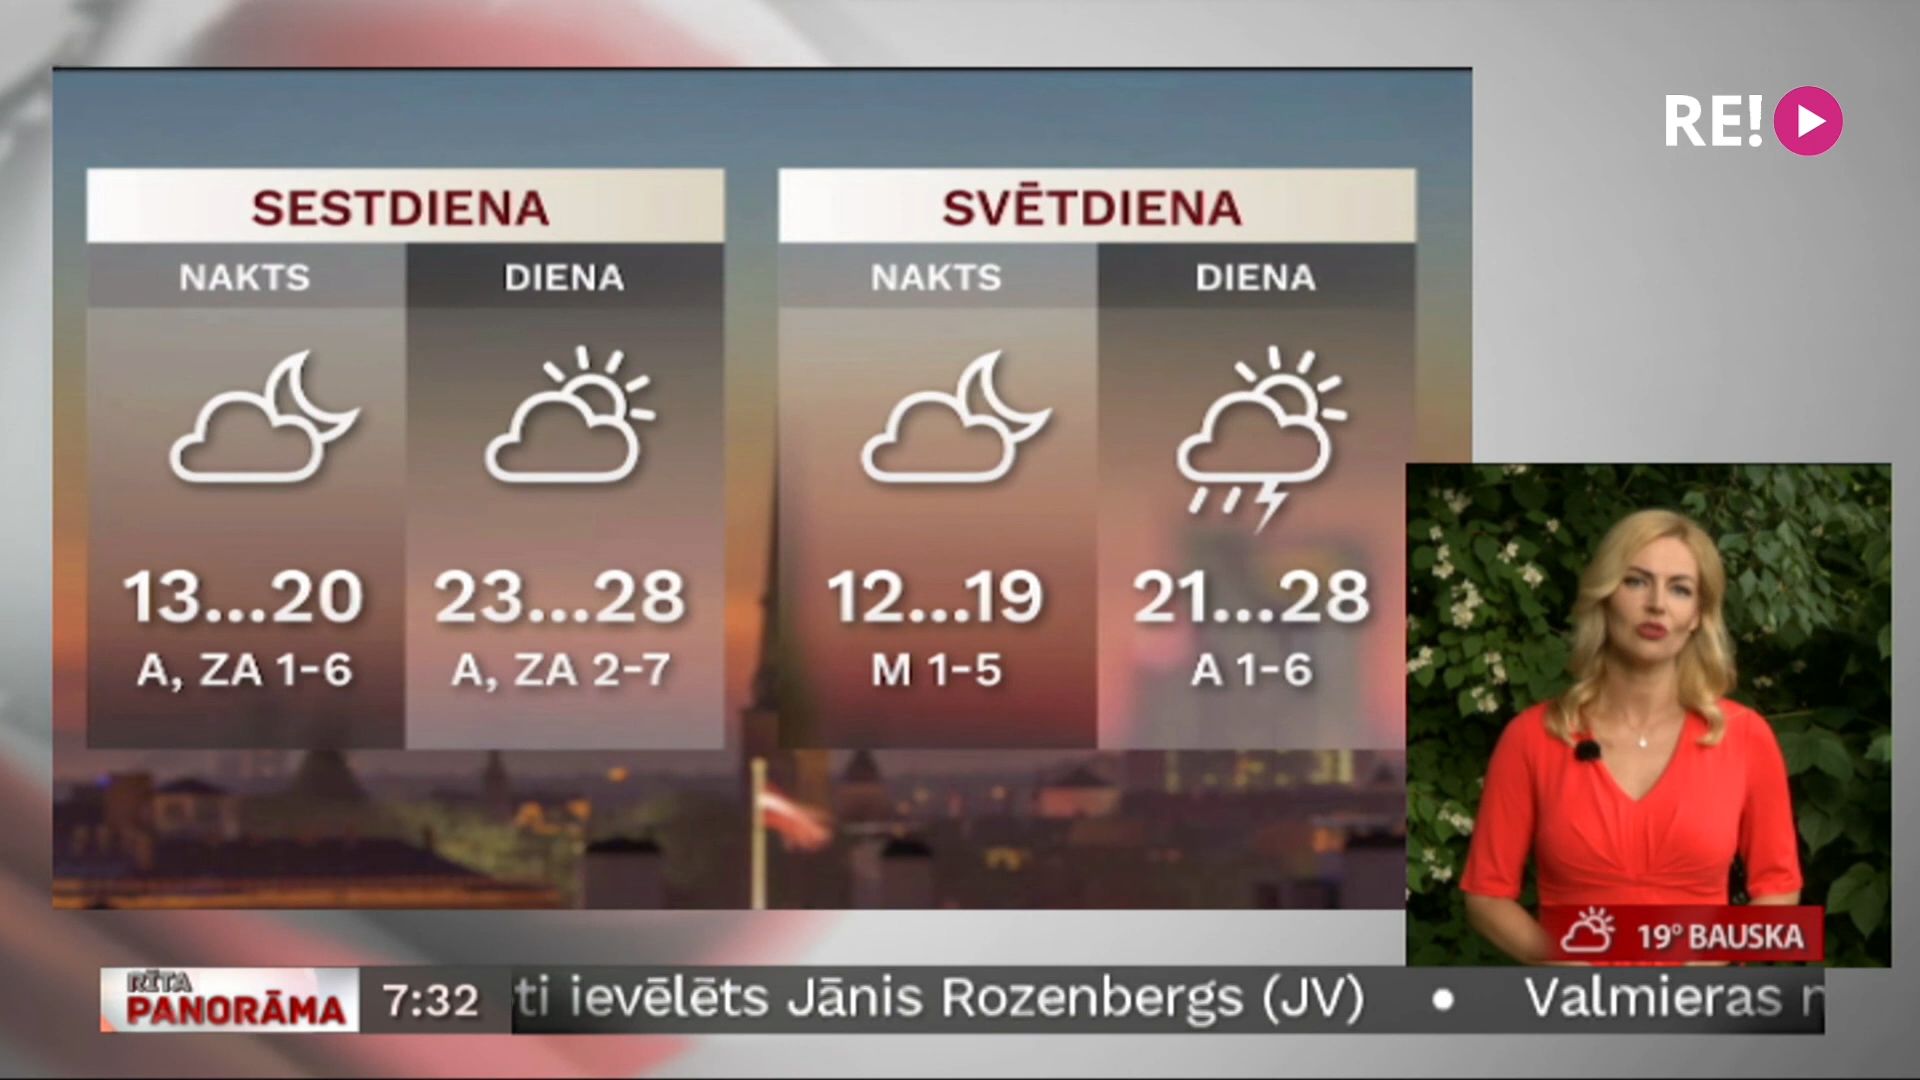 RE!
SESTDIENA
NAKTS
DIENA
13...20
23...28
A, ZA 1-6
A, ZA 2-7
SVĒTDIENA
NAKTS
DIENA
12...19
21...28
M 1-5
A 1-6
19° BAUSKA
RĪTA
PANORĀMA
7:32
ti ievēlēts Jānis Rozenbergs (JV) • Valmieras